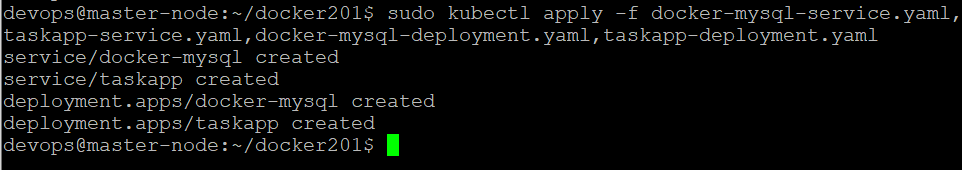 devops@master-node:~/docker201$ sudo kubectl apply -f docker-mysql-service.yaml,
taskapp-service.yaml,docker-mysql-deployment.yaml,taskapp-deployment.yaml
service/docker-mysql created
service/taskapp created
deployment.apps/docker-mysql created
deployment.apps/taskapp created
devops@master-node:~/docker201$